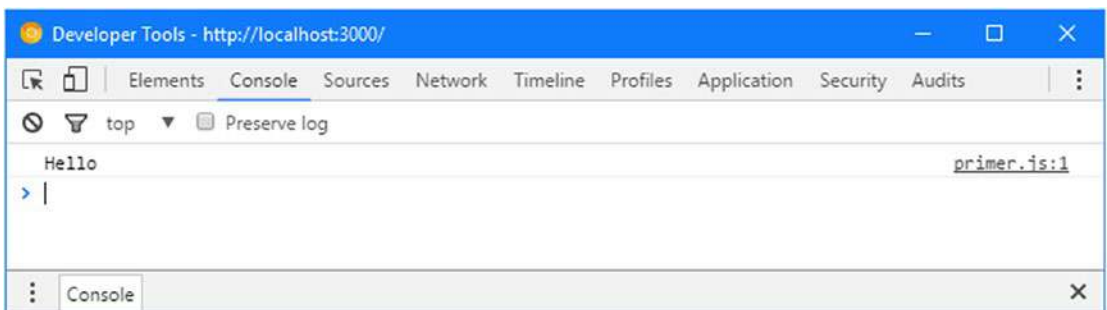 Developer Tools - http://localhost:3000/
Elements Console Sources Network Timeline Profiles Application Security Audits
top ▼ Preserve log
Hello primer.js:1
>
Console